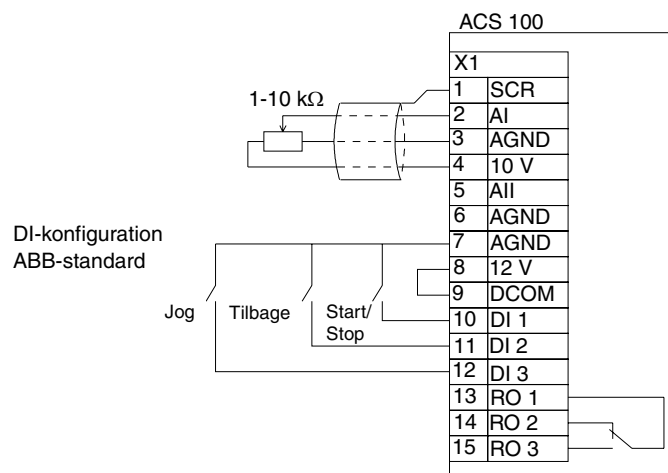 ACS 100
X1
1 SCR
1-10 kΩ
2 AI
3 AGND
4 10 V
5 AII
6 AGND
DI-konfiguration
7 AGND
ABB-standard
8 12 V
9 DCOM
Jog Tilbage Start/
Stop
10 DI 1
11 DI 2
12 DI 3
13 RO 1
14 RO 2
15 RO 3